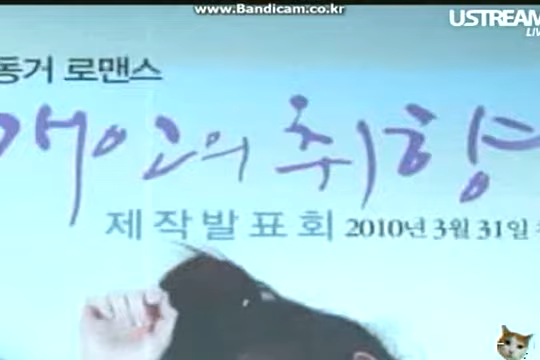 www.Bandicam.co.kr
USTREAM
LIVE
동거 로맨스
개인의 취향
제작발표회 2010년 3월 31일